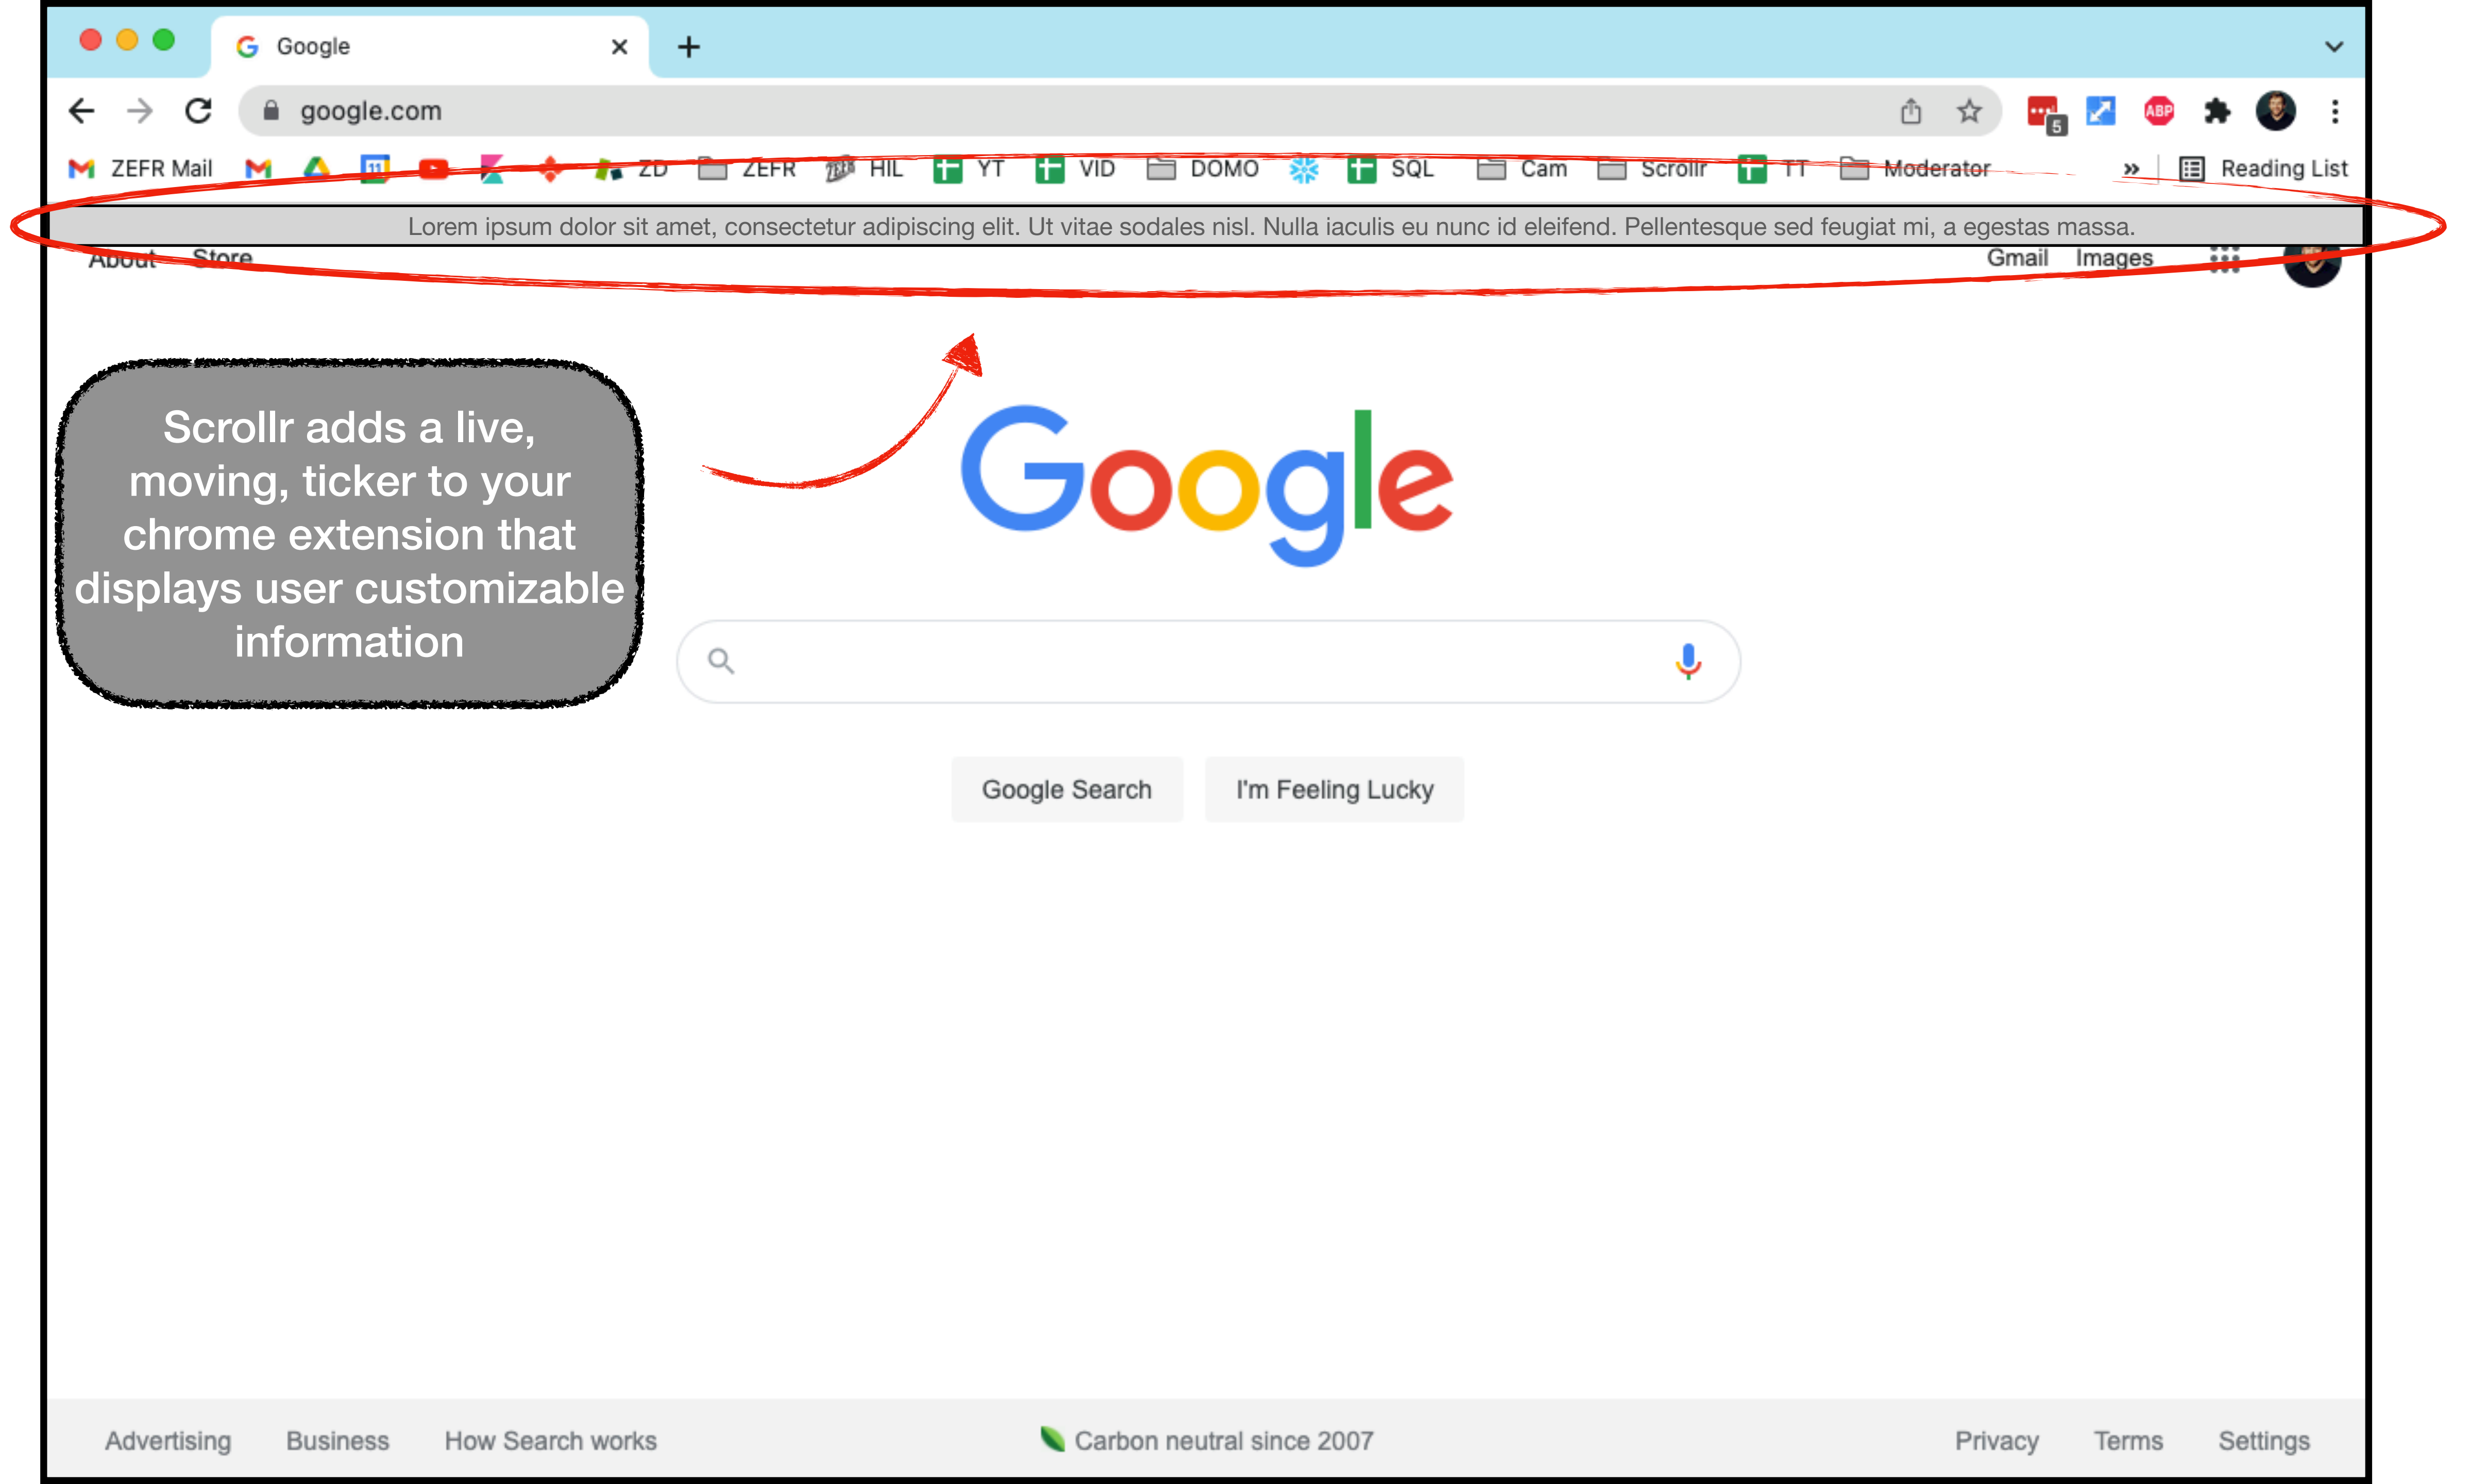 Google
google.com
5
ABP
ZEFR Mail
11
ZD
ZEFR
HIL
YT
VID
DOMO
SQL
Cam
Scrollr
TT
Moderator
»
Reading List
Lorem ipsum dolor sit amet, consectetur adipiscing elit. Ut vitae sodales nisl. Nulla iaculis eu nunc id eleifend. Pellentesque sed feugiat mi, a egestas massa.
About Store
Gmail Images
Scrollr adds a live,
moving, ticker to your
chrome extension that
displays user customizable
information
Google
Google Search
I'm Feeling Lucky
Advertising Business How Search works
Carbon neutral since 2007
Privacy Terms Settings